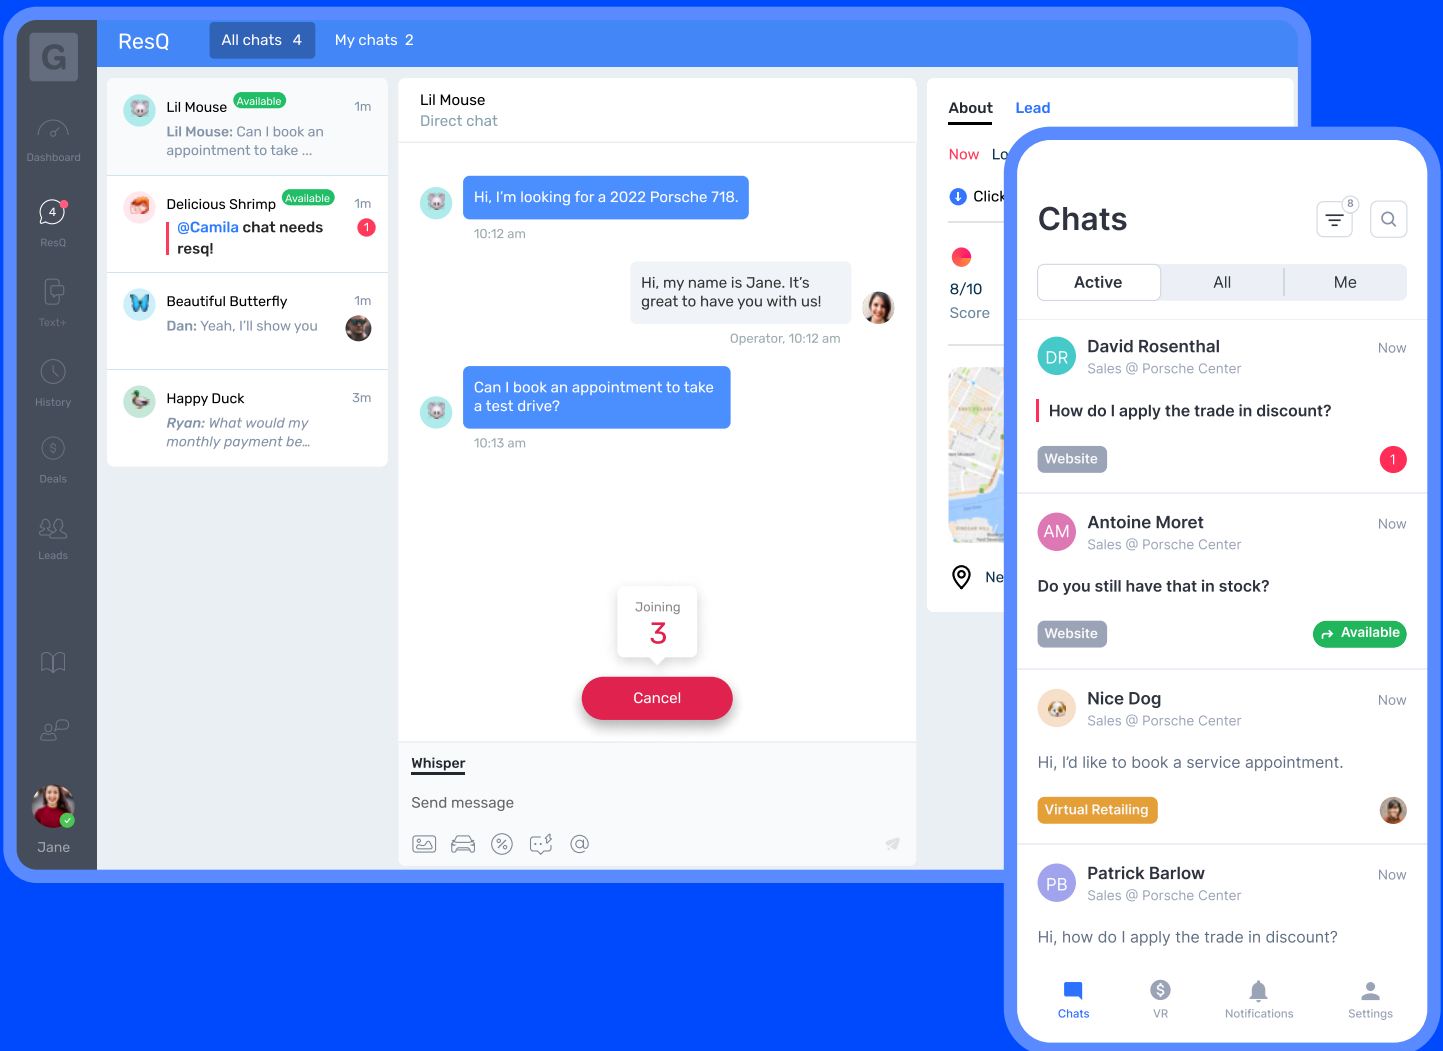 G
Dashboard
4
ResQ
Text+
History
Deals
Leads
Jane
ResQ
All chats 4
My chats 2
Lil Mouse
Available
1m
Lil Mouse: Can I book an
appointment to take ...
Delicious Shrimp
Available
1m
@Camila chat needs
resq!
1
Beautiful Butterfly
1m
Dan: Yeah, I'll show you
Happy Duck
3m
Ryan: What would my
monthly payment be...
Lil Mouse
Direct chat
Hi, I'm looking for a 2022 Porsche 718.
10:12 am
Hi, my name is Jane. It's
great to have you with us!
Operator, 10:12 am
Can I book an appointment to take
a test drive?
10:13 am
Joining
3
Cancel
Whisper
Send message
About
Lead
Now
Lo
Click
8/10
Score
Ne
Chats
8
Active
All
Me
DR
David Rosenthal
Now
Sales @ Porsche Center
How do I apply the trade in discount?
Website
1
AM
Antoine Moret
Now
Sales @ Porsche Center
Do you still have that in stock?
Website
Available
Nice Dog
Now
Sales @ Porsche Center
Hi, I'd like to book a service appointment.
Virtual Retailing
PB
Patrick Barlow
Now
Sales @ Porsche Center
Hi, how do I apply the trade in discount?
Chats
VR
Notifications
Settings